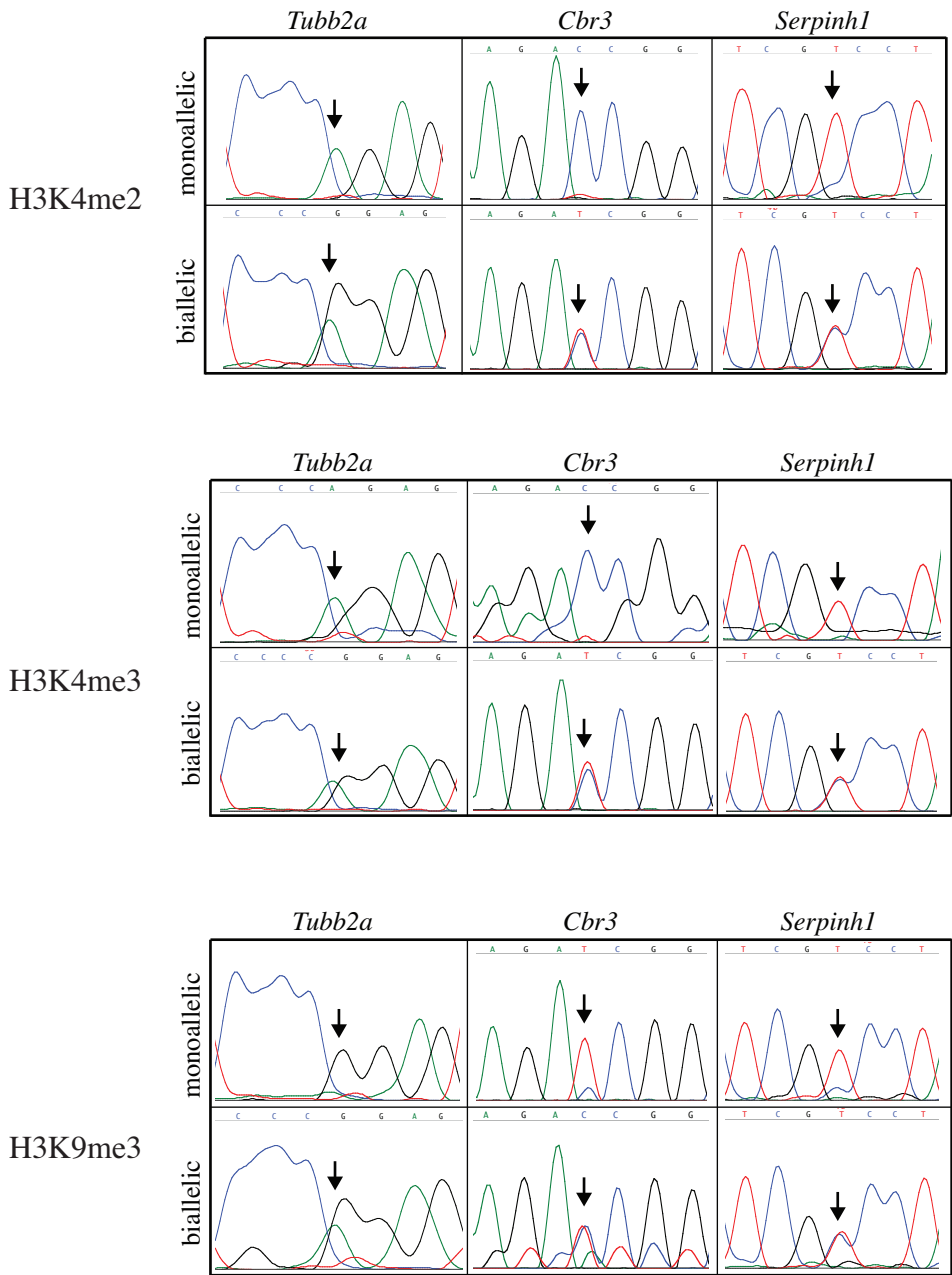 Tubb2a Cbr3 Serpinh1
A G A C C G G T C G T C C T
monoallelic
H3K4me2
C C C G G A G A G A T C G G T C G T C C T
biallelic
Tubb2a Cbr3 Serpinh1
C C C A G A G A G A C C G G
monoallelic
H3K4me3
C C C C G G A G A G A T C G G T C G T C C T
biallelic
Tubb2a Cbr3 Serpinh1
A G A T C G G T C G T C C T
monoallelic
H3K9me3
C C C G G A G A G A C C G G T C G T C C T
biallelic